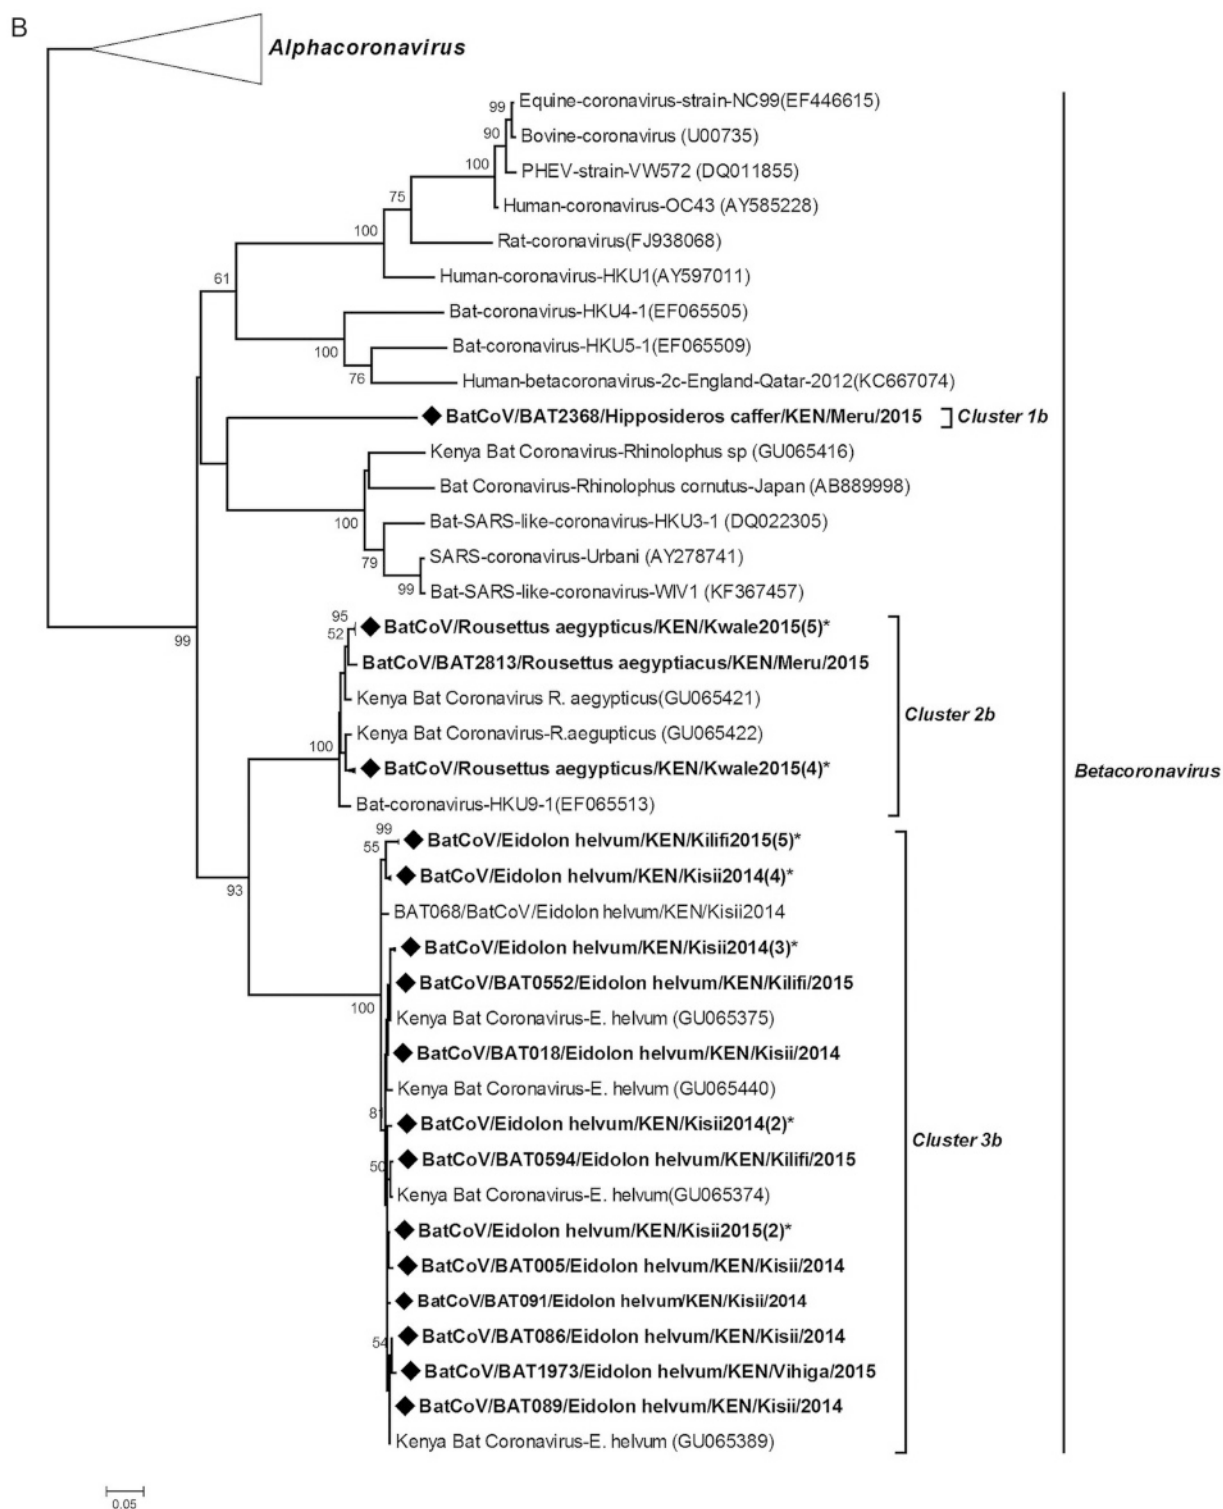 B
Alphacoronavirus
99
Equine-coronavirus-strain-NC99(EF446615)
90
Bovine-coronavirus (U00735)
100
PHEV-strain-VW572 (DQ011855)
75
Human-coronavirus-OC43 (AY585228)
100
Rat-coronavirus(FJ938068)
61
Human-coronavirus-HKU1(AY597011)
Bat-coronavirus-HKU4-1(EF065505)
100
Bat-coronavirus-HKU5-1(EF065509)
76
Human-betacoronavirus-2c-England-Qatar-2012(KC667074)
BatCoV/BAT2368/Hipposideros caffer/KEN/Meru/2015
Cluster 1b
Kenya Bat Coronavirus-Rhinolophus sp (GU065416)
Bat Coronavirus-Rhinolophus cornutus-Japan (AB889998)
100
Bat-SARS-like-coronavirus-HKU3-1 (DQ022305)
79
SARS-coronavirus-Urbani (AY278741)
99
Bat-SARS-like-coronavirus-WIV1 (KF367457)
95
52
BatCoV/Rousettus aegypticus/KEN/Kwale2015(5)*
99
BatCoV/BAT2813/Rousettus aegyptiacus/KEN/Meru/2015
Kenya Bat Coronavirus R. aegypticus(GU065421)
Cluster 2b
Kenya Bat Coronavirus-R.aegupticus (GU065422)
100
BatCoV/Rousettus aegypticus/KEN/Kwale2015(4)*
Betacoronavirus
Bat-coronavirus-HKU9-1(EF065513)
99
55
BatCoV/Eidolon helvum/KEN/Kilifi2015(5)*
BatCoV/Eidolon helvum/KEN/Kisii2014(4)*
93
BAT068/BatCoV/Eidolon helvum/KEN/Kisii2014
BatCoV/Eidolon helvum/KEN/Kisii2014(3)*
BatCoV/BAT0552/Eidolon helvum/KEN/Kilifi/2015
100
Kenya Bat Coronavirus-E. helvum (GU065375)
BatCoV/BAT018/Eidolon helvum/KEN/Kisii/2014
Kenya Bat Coronavirus-E. helvum (GU065440)
81
BatCoV/Eidolon helvum/KEN/Kisii2014(2)*
Cluster 3b
50
BatCoV/BAT0594/Eidolon helvum/KEN/Kilifi/2015
Kenya Bat Coronavirus-E. helvum(GU065374)
BatCoV/Eidolon helvum/KEN/Kisii2015(2)*
BatCoV/BAT005/Eidolon helvum/KEN/Kisii/2014
BatCoV/BAT091/Eidolon helvum/KEN/Kisii/2014
54
BatCoV/BAT086/Eidolon helvum/KEN/Kisii/2014
BatCoV/BAT1973/Eidolon helvum/KEN/Vihiga/2015
BatCoV/BAT089/Eidolon helvum/KEN/Kisii/2014
Kenya Bat Coronavirus-E. helvum (GU065389)
0.05